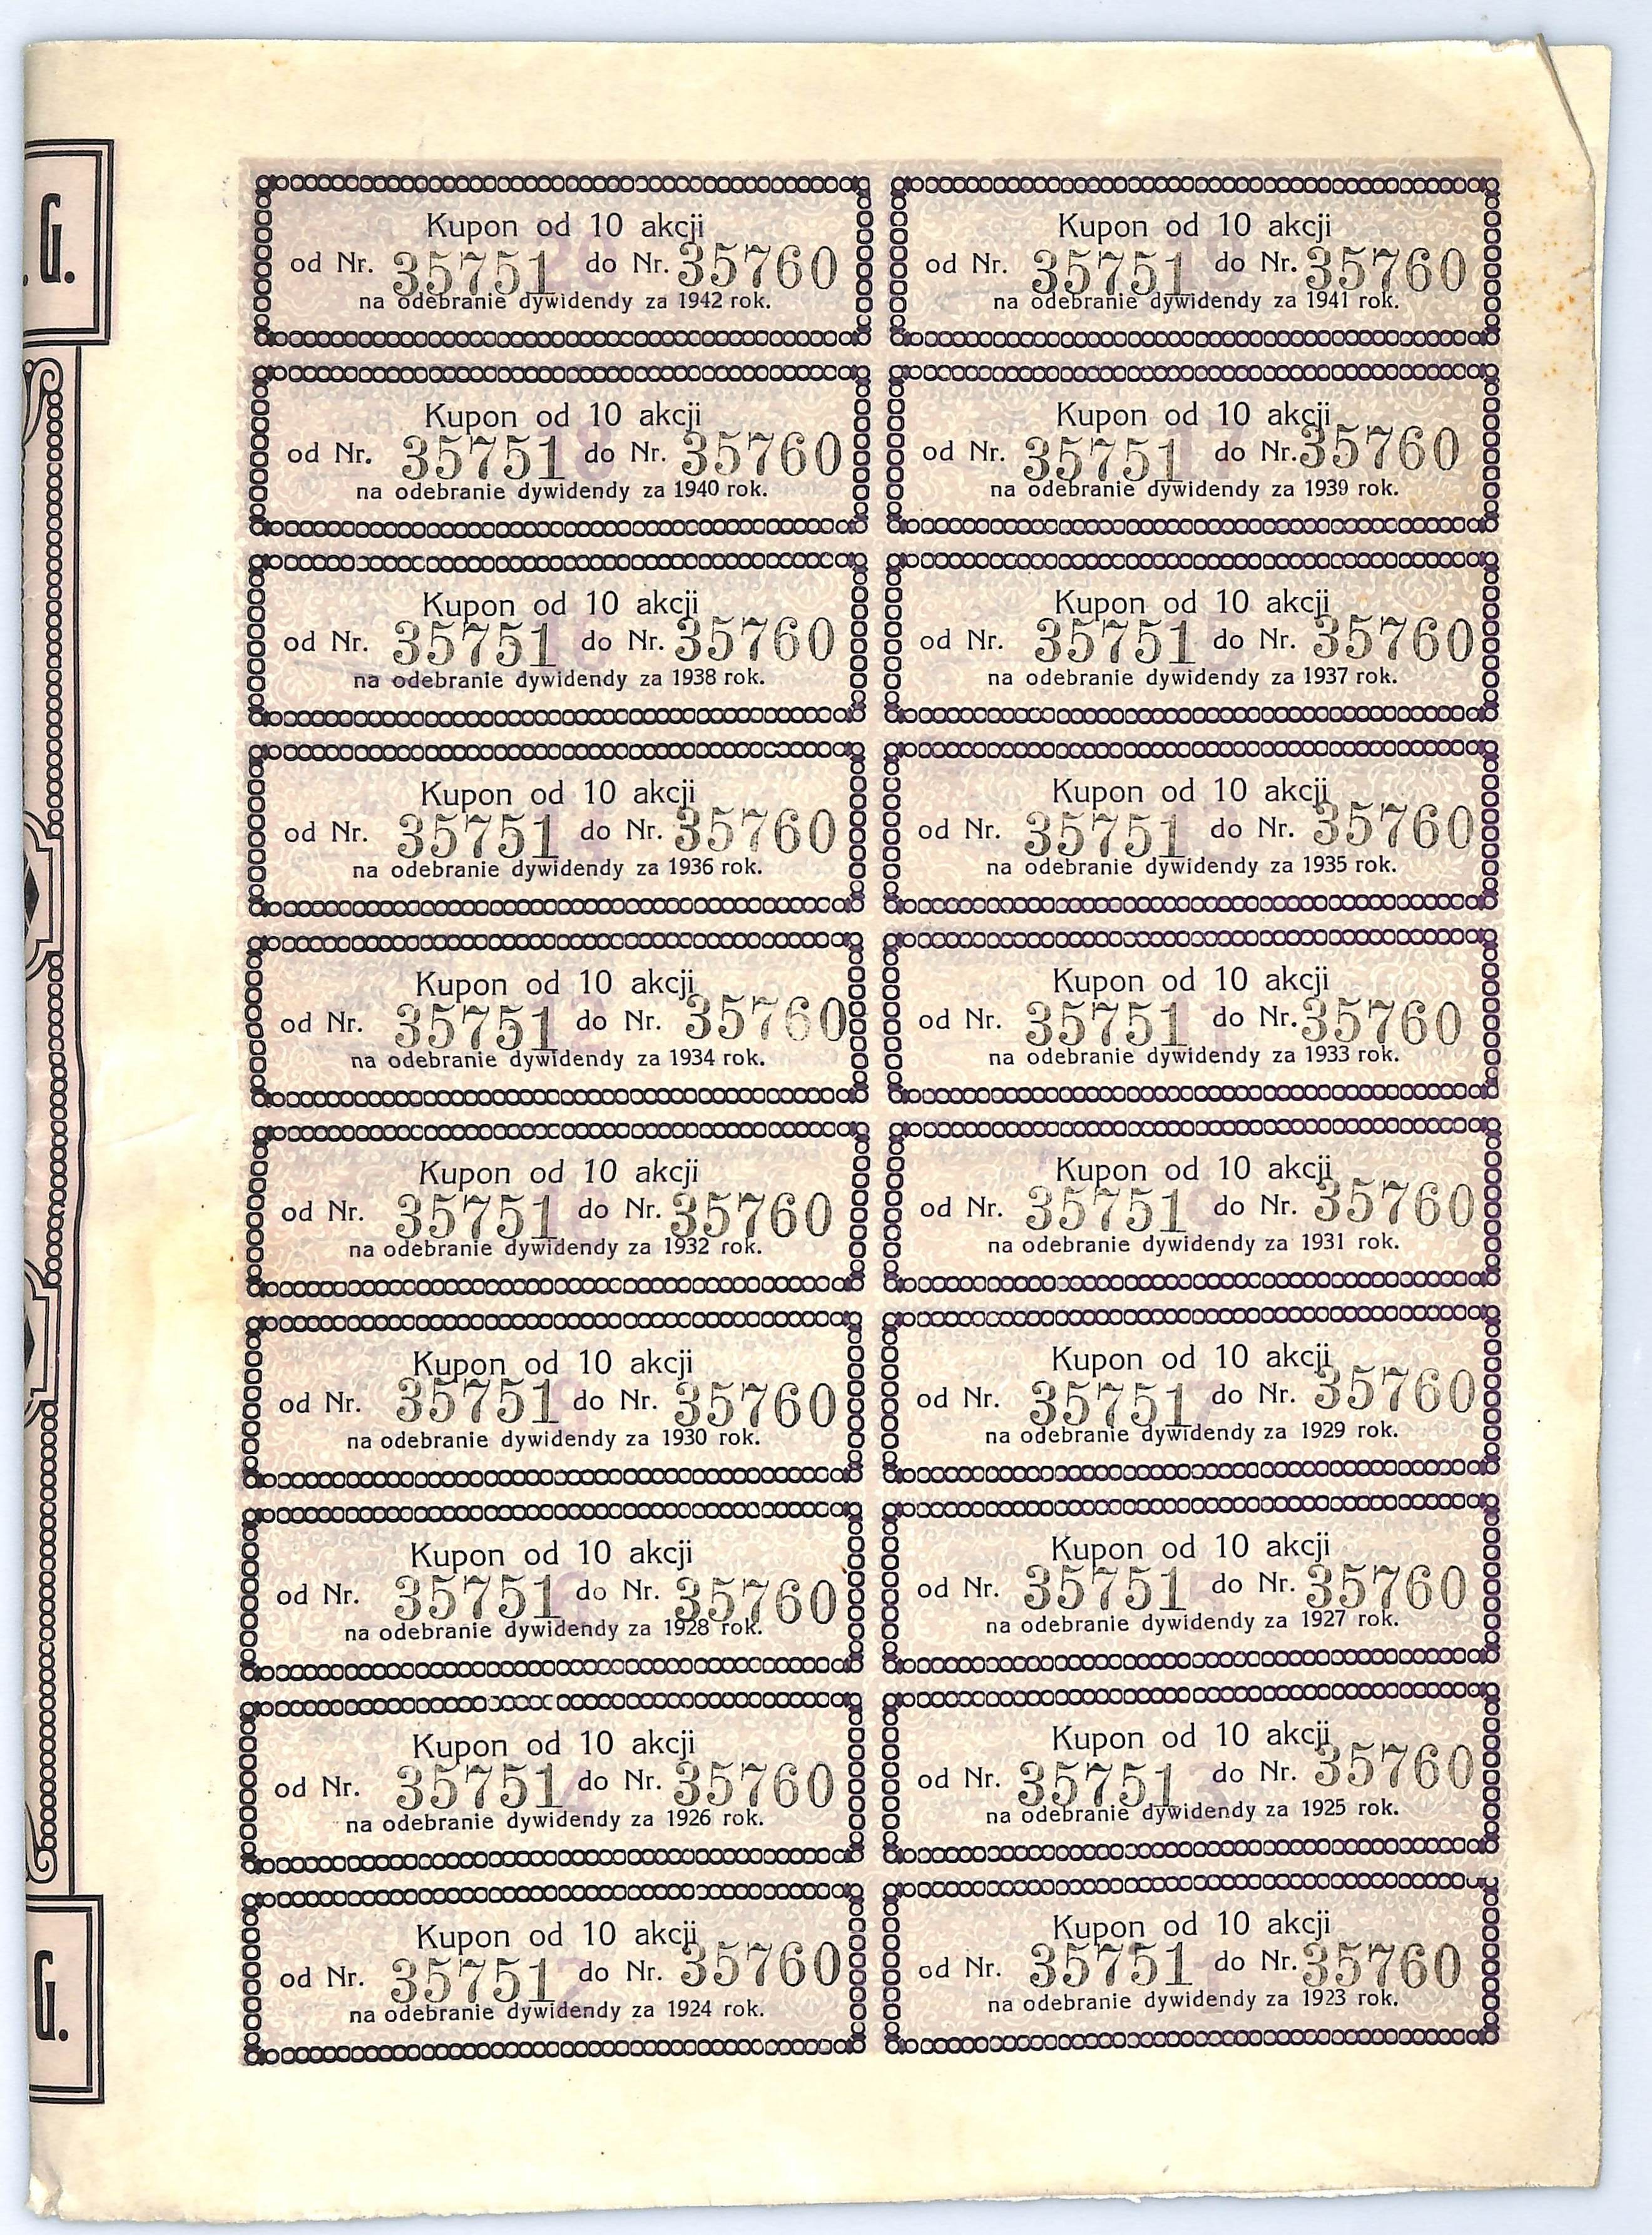 . G.
Kupon od 10 akcji
od Nr. 35751 do Nr. 35760
na odebranie dywidendy za 1942 rok.
20
Kupon od 10 akcji
od Nr. 35751 do Nr. 35760
na odebranie dywidendy za 1941 rok.
19
Kupon od 10 akcji
od Nr. 35751 do Nr. 35760
na odebranie dywidendy za 1940 rok.
18
Kupon od 10 akcji
od Nr. 35751 do Nr. 35760
na odebranie dywidendy za 1939 rok.
17
Kupon od 10 akcji
od Nr. 35751 do Nr. 35760
na odebranie dywidendy za 1938 rok.
16
Kupon od 10 akcji
od Nr. 35751 do Nr. 35760
na odebranie dywidendy za 1937 rok.
Kupon od 10 akcji
od Nr. 35751 do Nr. 35760
na odebranie dywidendy za 1936 rok.
Kupon od 10 akcji
od Nr. 35751 do Nr. 35760
na odebranie dywidendy za 1935 rok.
Kupon od 10 akcji
od Nr. 35751 do Nr. 35760
na odebranie dywidendy za 1934 rok.
12
Kupon od 10 akcji
od Nr. 35751 do Nr. 35760
na odebranie dywidendy za 1933 rok.
Kupon od 10 akcji
od Nr. 35751 do Nr. 35760
na odebranie dywidendy za 1932 rok.
10
Kupon od 10 akcji
od Nr. 35751 do Nr. 35760
na odebranie dywidendy za 1931 rok.
9
Kupon od 10 akcji
od Nr. 35751 do Nr. 35760
na odebranie dywidendy za 1930 rok.
8
Kupon od 10 akcji
od Nr. 35751 do Nr. 35760
na odebranie dywidendy za 1929 rok.
7
Kupon od 10 akcji
od Nr. 35751 do Nr. 35760
na odebranie dywidendy za 1928 rok.
6
Kupon od 10 akcji
od Nr. 35751 do Nr. 35760
na odebranie dywidendy za 1927 rok.
5
Kupon od 10 akcji
od Nr. 35751 do Nr. 35760
na odebranie dywidendy za 1926 rok.
4
Kupon od 10 akcji
od Nr. 35751 do Nr. 35760
na odebranie dywidendy za 1925 rok.
3
Kupon od 10 akcji
od Nr. 35751 do Nr. 35760
na odebranie dywidendy za 1924 rok.
2
Kupon od 10 akcji
od Nr. 35751 do Nr. 35760
na odebranie dywidendy za 1923 rok.
1
G.